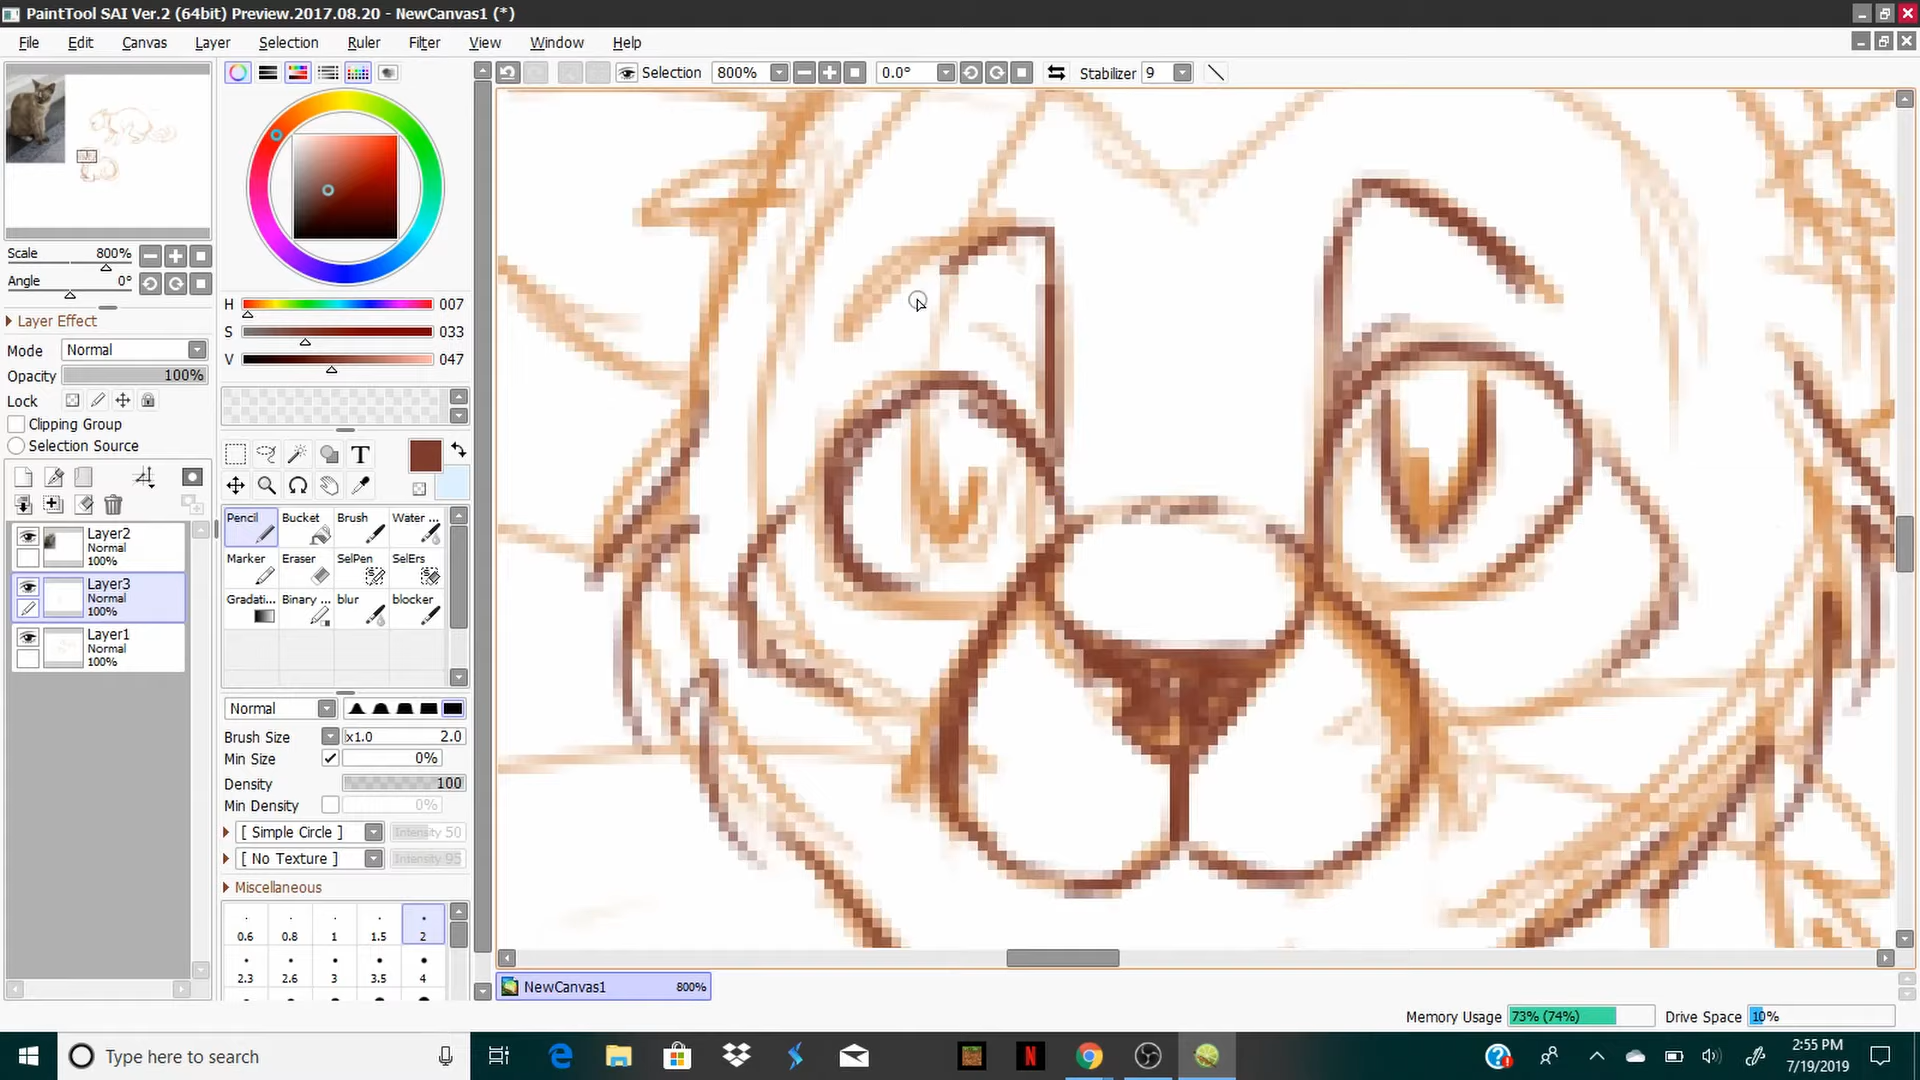 PaintTool SAI Ver.2 (64bit) Preview.2017.08.20 - NewCanvas1 (*)
File Edit Canvas Layer Selection Ruler Filter View Window Help
Selection 800% 0.0° Stabilizer 9
Scale 800%
Angle 0°
Layer Effect
Mode Normal
Opacity 100%
Lock
Clipping Group
Selection Source
Layer2
Normal
100%
Layer3
Normal
100%
Layer1
Normal
100%
H 007
S 033
V 047
T
Pencil Bucket Brush Water ...
Marker Eraser SelPen SelErs
Gradati... Binary ... blur blocker
Normal
Brush Size x1.0 2.0
Min Size 0%
Density 100
Min Density 0%
[ Simple Circle ] Intensity 50
[ No Texture ] Intensity 95
Miscellaneous
0.6 0.8 1 1.5 2
2.3 2.6 3 3.5 4
NewCanvas1 800%
Memory Usage 73% (74%) Drive Space 10%
Type here to search
2:55 PM
7/19/2019